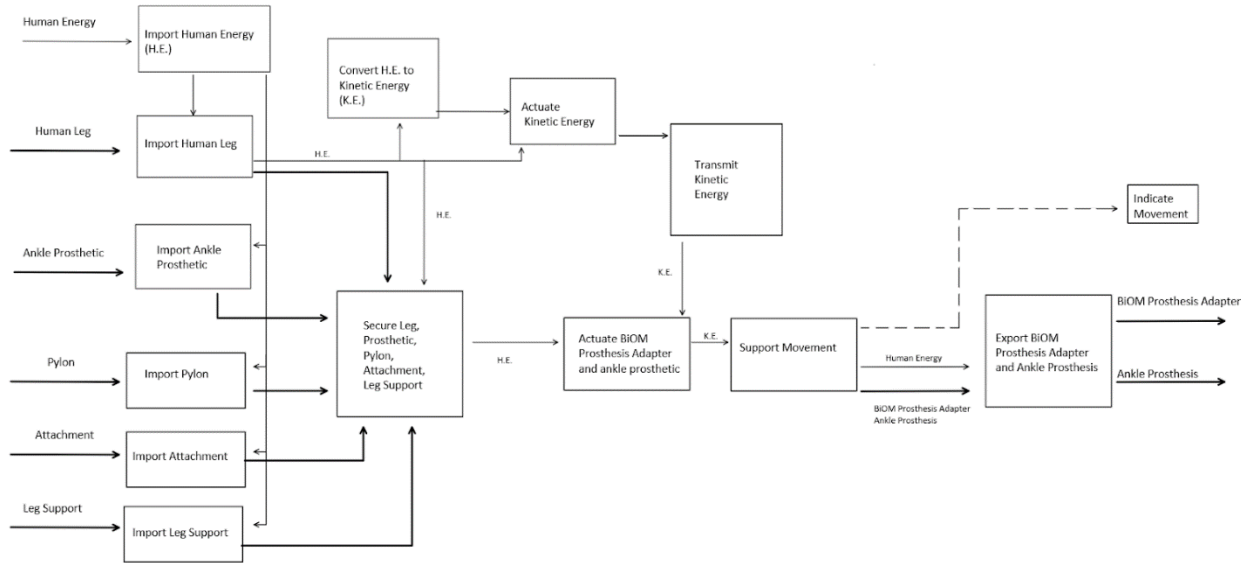 Human Energy
Import Human Energy
(H.E.)
Convert H.E. to
Kinetic Energy
(K.E.)
Actuate
Kinetic Energy
Human Leg
Import Human Leg
H.E.
Transmit
Kinetic
Energy
Indicate
Movement
H.E.
Ankle Prosthetic
Import Ankle
Prosthetic
K.E.
BiOM Prosthesis Adapter
Secure Leg,
Prosthetic,
Pylon,
Attachment,
Leg Support
H.E.
Actuate BiOM
Prosthesis Adapter
and ankle prosthetic
K.E.
Support Movement
Human Energy
BiOM Prosthesis Adapter
Ankle Prosthesis
Export BiOM
Prosthesis Adapter
and Ankle Prosthesis
Ankle Prosthesis
Pylon
Import Pylon
Attachment
Import Attachment
Leg Support
Import Leg Support